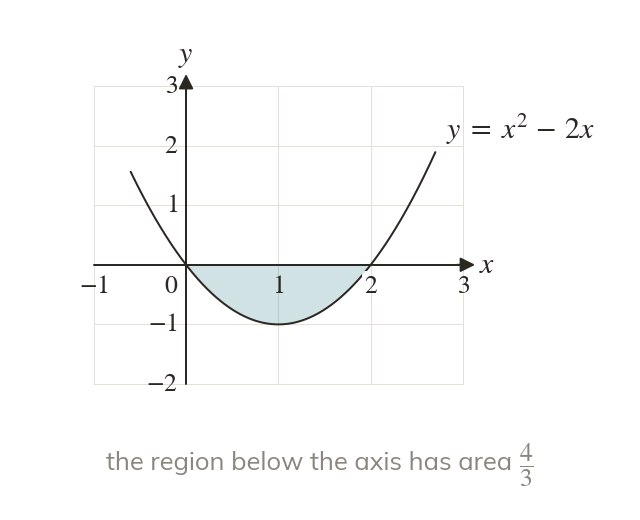 y
3
y = x² − 2x
2
1
x
−1 0 1 2 3
−1
−2
the region below the axis has area 4/3